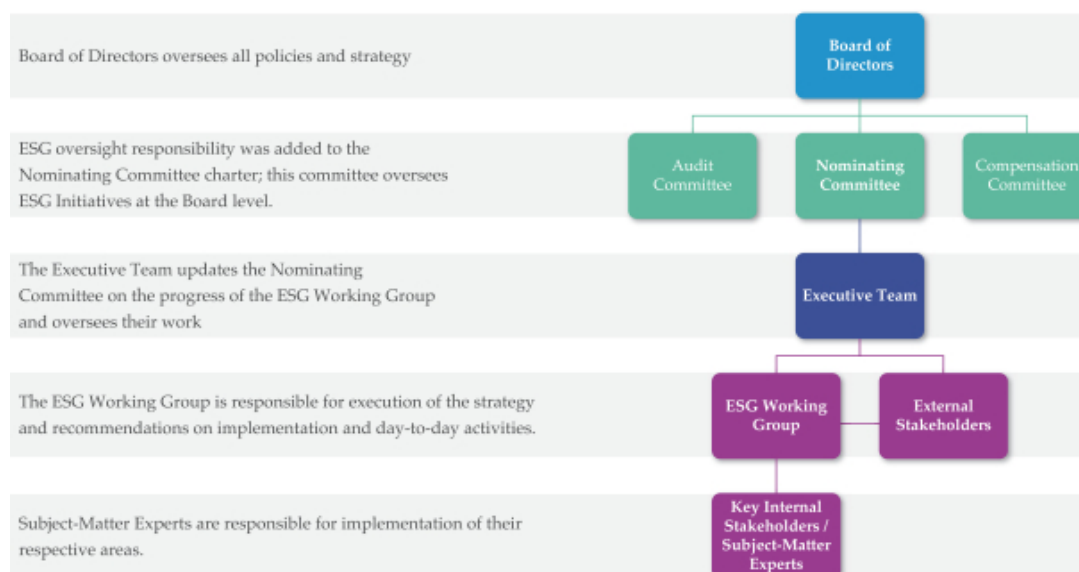 Board of Directors oversees all policies and strategy
Board of
Directors
ESG oversight responsibility was added to the
Nominating Committee charter; this committee oversees
ESG Initiatives at the Board level.
Audit
Committee
Nominating
Committee
Compensation
Committee
The Executive Team updates the Nominating
Committee on the progress of the ESG Working Group
and oversees their work
Executive Team
The ESG Working Group is responsible for execution of the strategy
and recommendations on implementation and day-to-day activities.
ESG Working
Group
External
Stakeholders
Subject-Matter Experts are responsible for implementation of their
respective areas.
Key Internal
Stakeholders /
Subject-Matter
Experts